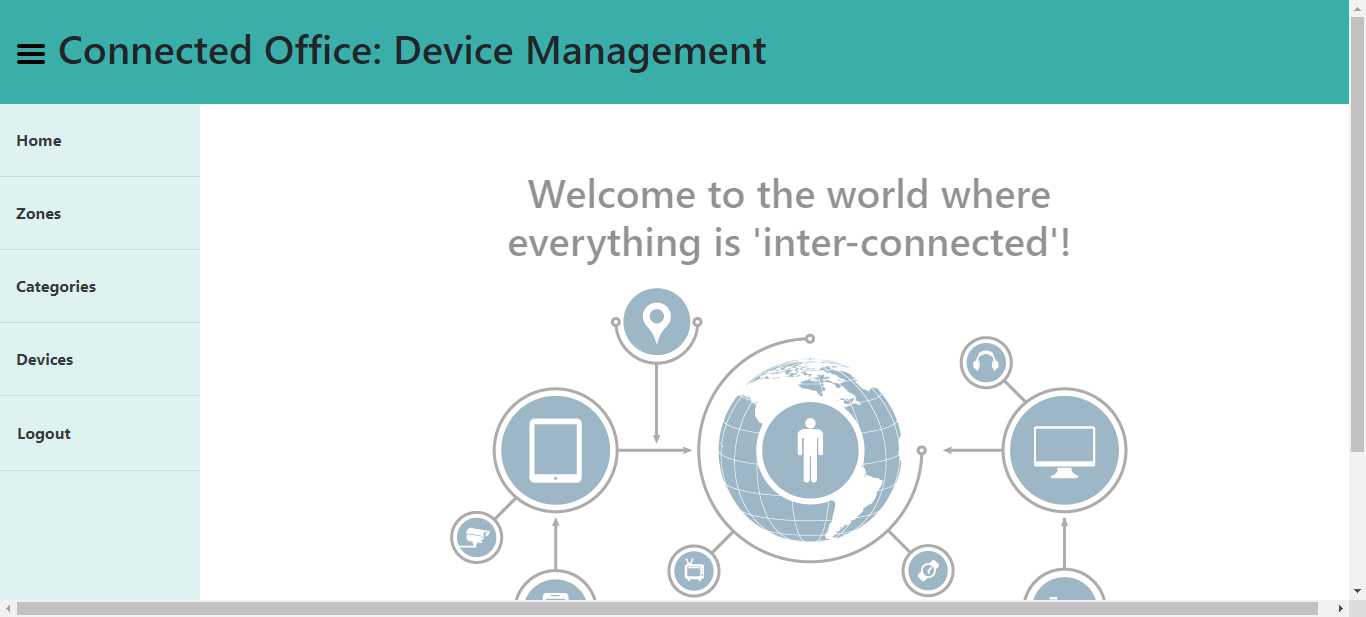 Connected Office: Device Management
Home
Zones
Categories
Devices
Logout
Welcome to the world where
everything is 'inter-connected'!